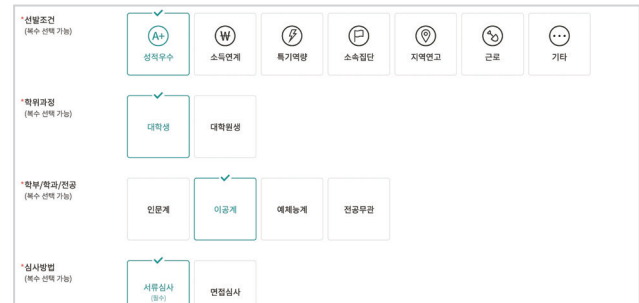 *선발조건
(복수 선택 가능)
A+ ₩
성적우수 소득연계 특기역량 소속집단 지역연고 근로 기타
*학위과정
(복수 선택 가능)
대학생 대학원생
*학부/학과/전공
(복수 선택 가능)
인문계 이공계 예체능계 전공무관
*심사방법
(복수 선택 가능)
서류심사 면접심사
(필수)